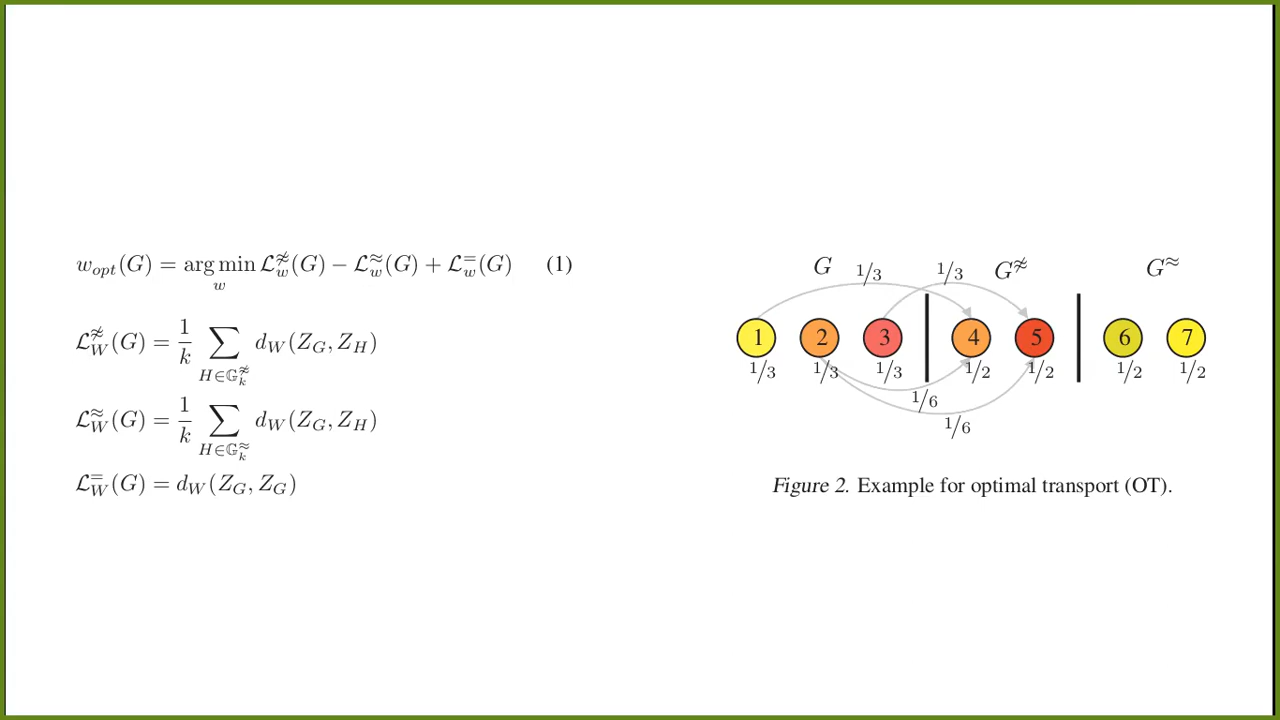 w_opt(G) = arg min_w ℒ_w^≉(G) − ℒ_w^≈(G) + ℒ_w^=(G) (1)
ℒ_W^≉(G) = 1/k ∑_{H∈𝔾_k^≉} d_W(Z_G, Z_H)
ℒ_W^≈(G) = 1/k ∑_{H∈𝔾_k^≈} d_W(Z_G, Z_H)
ℒ_W^=(G) = d_W(Z_G, Z_G)
G 1/3 1/3 G^≉ G^≈
1 2 3 4 5 6 7
1/3 1/3 1/3 1/2 1/2 1/2 1/2
1/6
1/6
Figure 2. Example for optimal transport (OT).